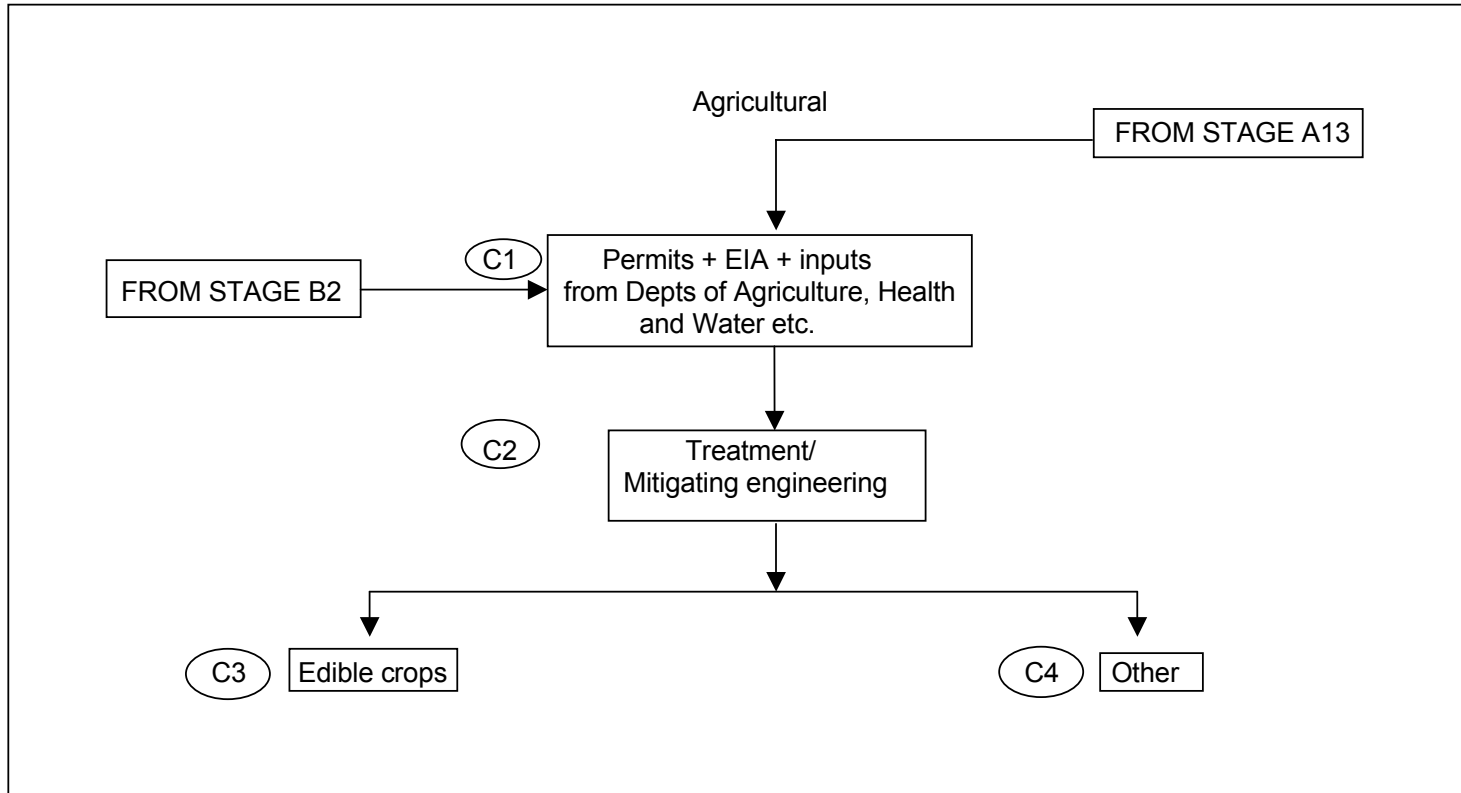 Agricultural
FROM STAGE A13
C1
Permits + EIA + inputs
from Depts of Agriculture, Health
and Water etc.
FROM STAGE B2
C2
Treatment/
Mitigating engineering
C3
Edible crops
C4
Other